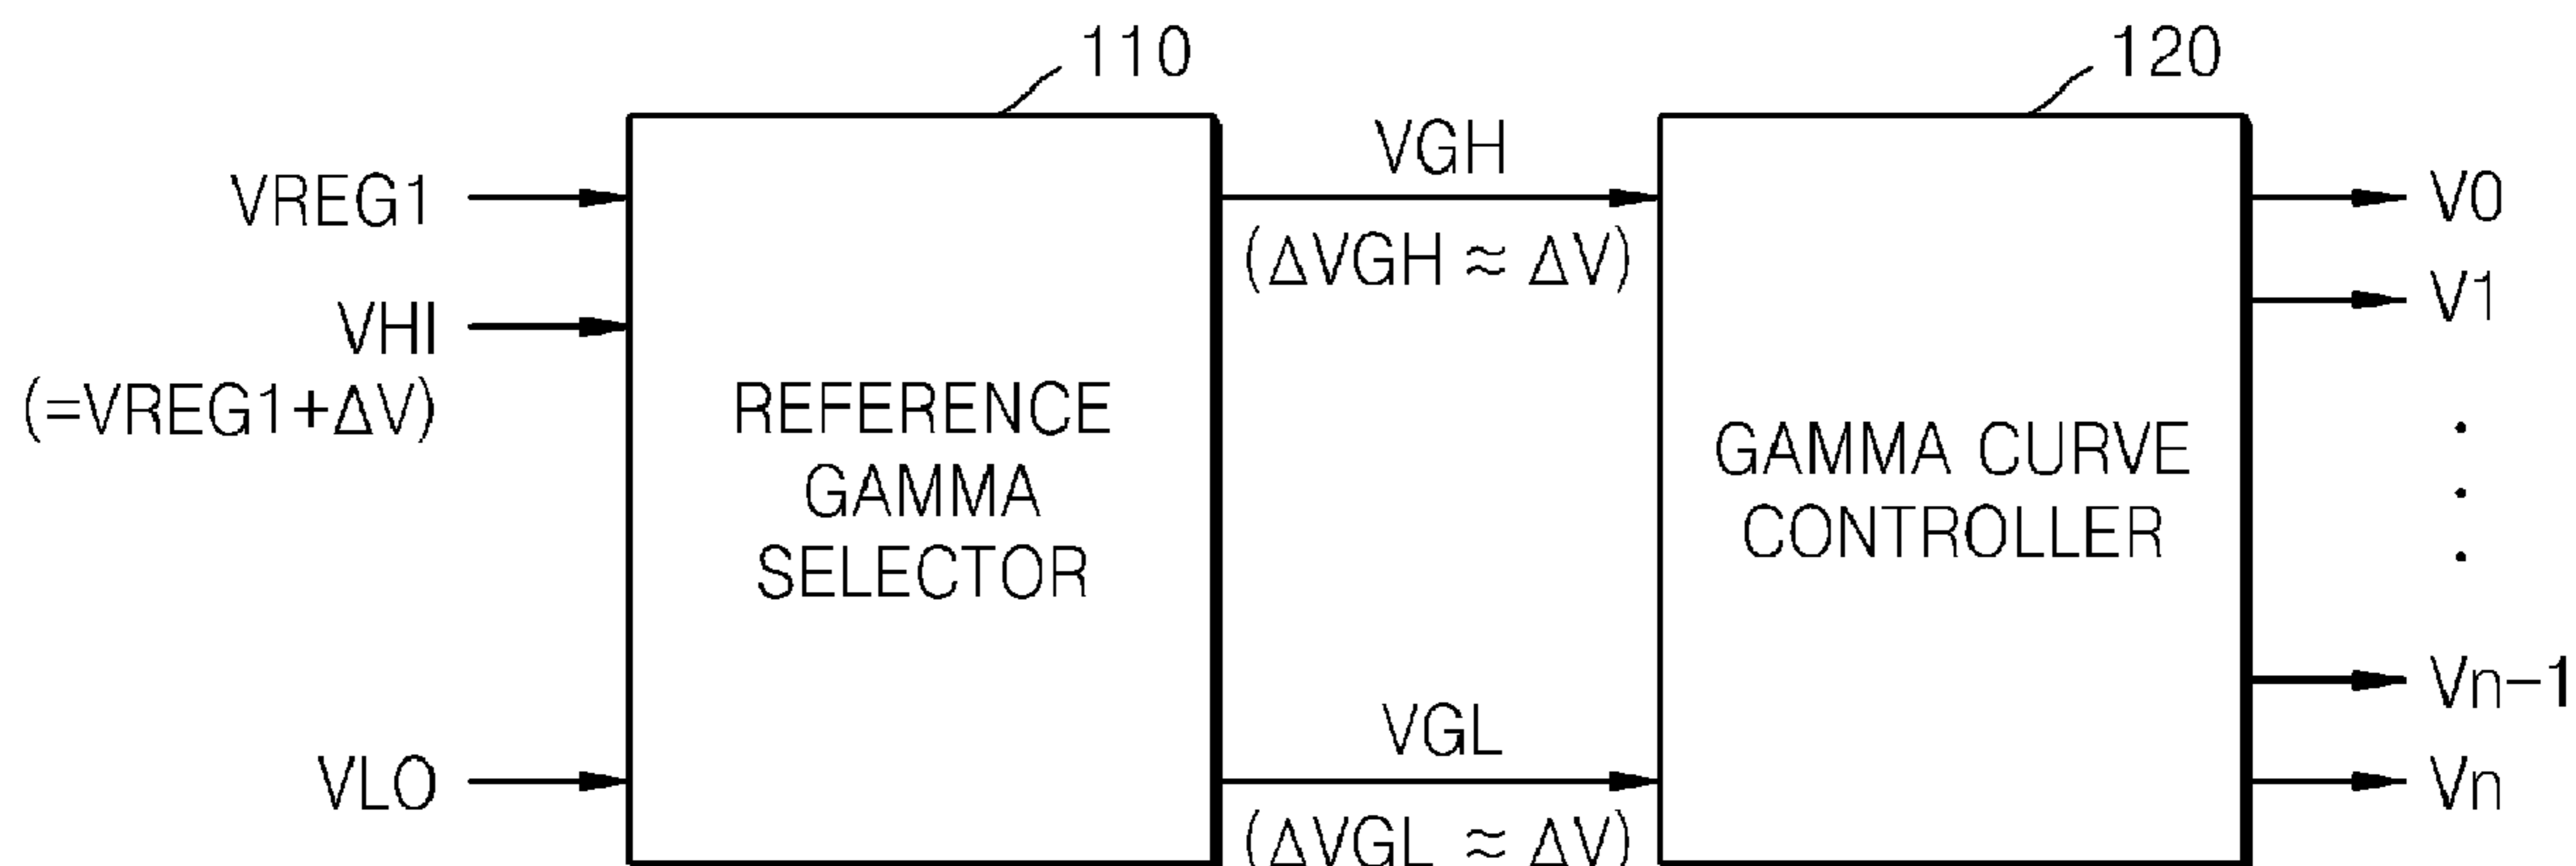 110
120
VREG1
VHI
(=VREG1+ΔV)
VLO
REFERENCE
GAMMA
SELECTOR
VGH
(ΔVGH ≈ ΔV)
VGL
(ΔVGL ≈ ΔV)
GAMMA CURVE
CONTROLLER
V0
V1
Vn-1
Vn